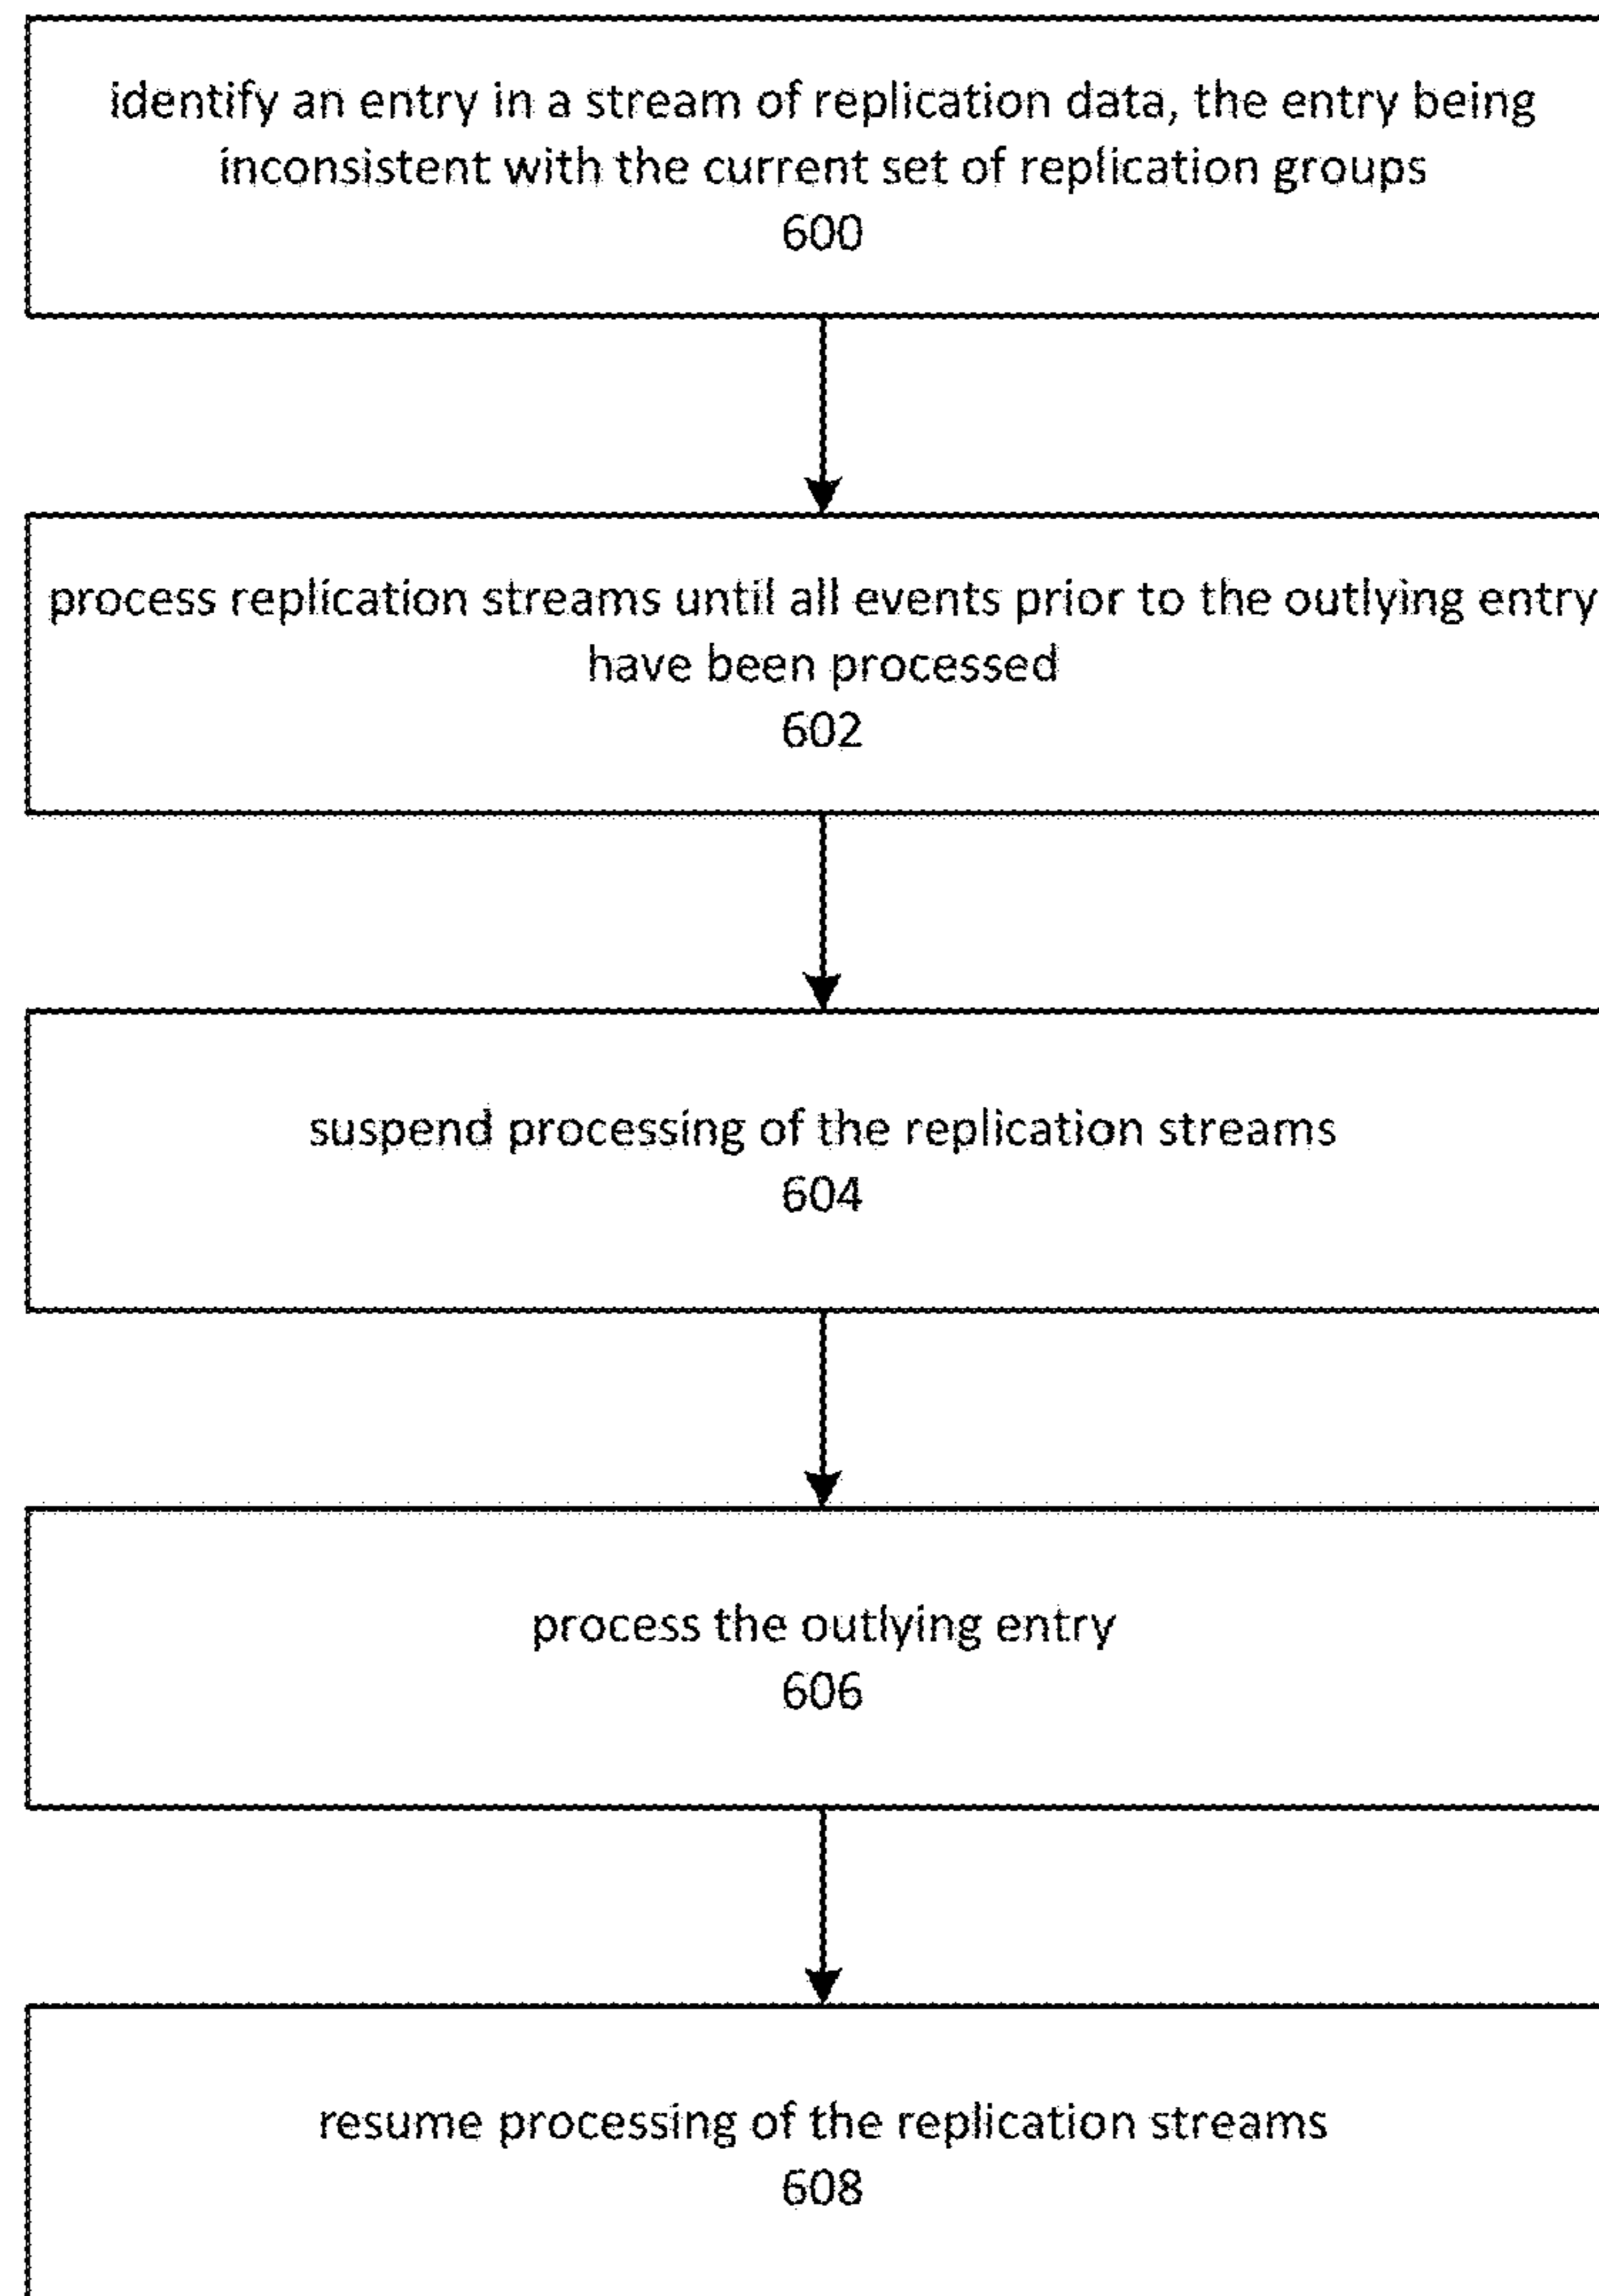 identify an entry in a stream of replication data, the entry being
inconsistent with the current set of replication groups
600
process replication streams until all events prior to the outlying entry
have been processed
602
suspend processing of the replication streams
604
process the outlying entry
606
resume processing of the replication streams
608